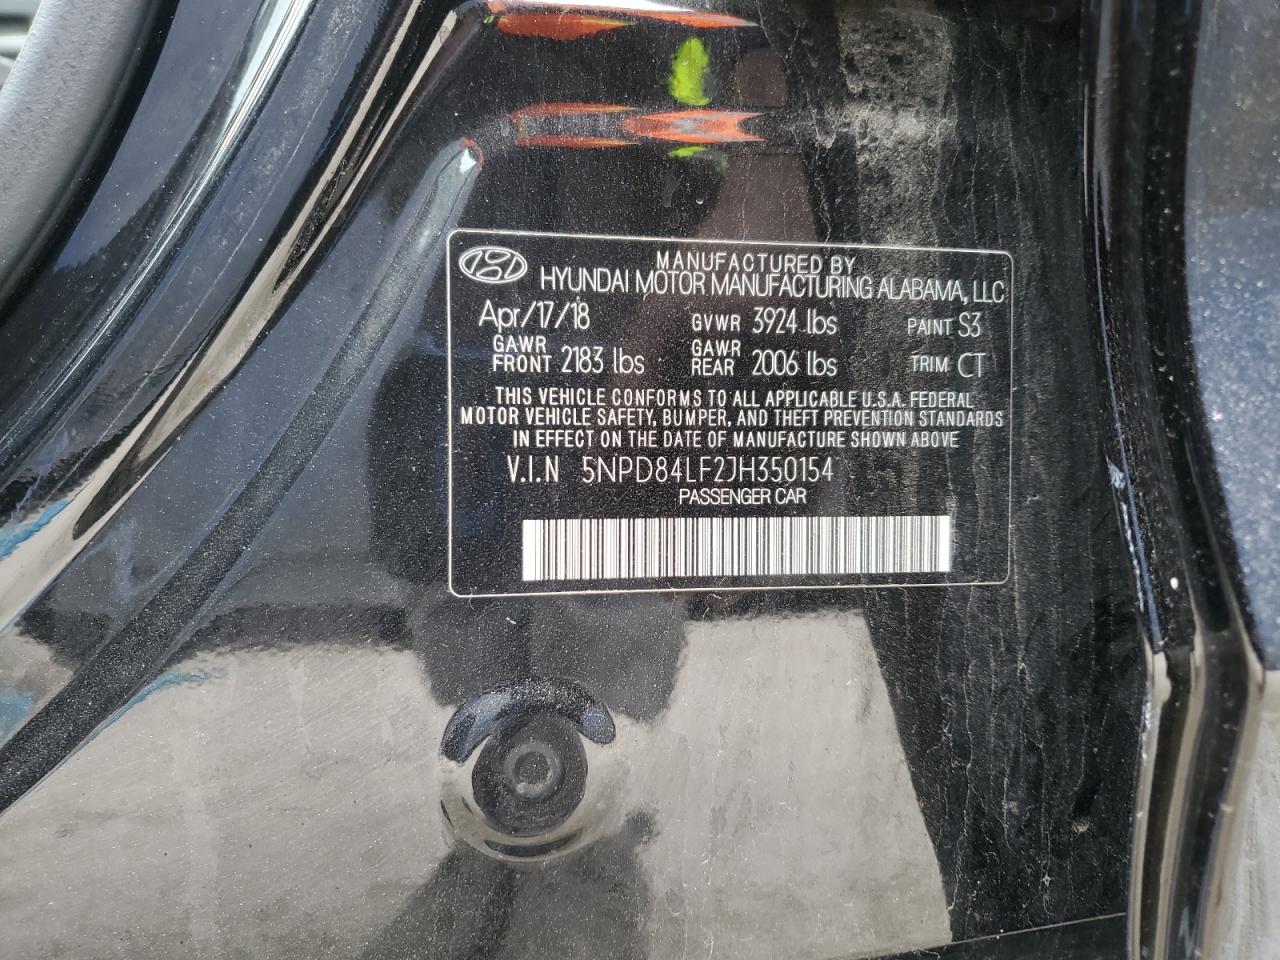 MANUFACTURED BY
HYUNDAI MOTOR MANUFACTURING ALABAMA, LLC
Apr/17/18 GVWR 3924 lbs PAINT S3
GAWR FRONT 2183 lbs GAWR REAR 2006 lbs TRIM CT
THIS VEHICLE CONFORMS TO ALL APPLICABLE U.S.A. FEDERAL
MOTOR VEHICLE SAFETY, BUMPER, AND THEFT PREVENTION STANDARDS
IN EFFECT ON THE DATE OF MANUFACTURE SHOWN ABOVE
V.I.N 5NPD84LF2JH350154
PASSENGER CAR